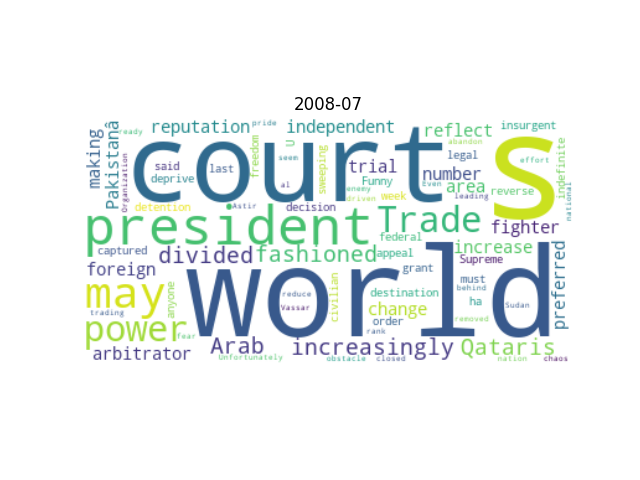 2008-07
making
Pakistanâ
ready
Organization
reputation
pride
independent
reflect
abandon
insurgent
court
s
said
last
deprive
freedom
seem
U
al
sweeping
trial
Funny
enemy
driven
Even
legal
number
area
leading
effort
reverse
indefinite
national
detention
Astir
decision
week
president
Trade
fighter
federal
captured
divided
fashioned
appeal
increase
Supreme
preferred
foreign
world
grant
must
behind
ha
may
anyone
reduce
Vassar
civilian
destination
change
order
rank
Sudan
removed
trading
power
fear
arbitrator
Arab
Unfortunately
increasingly
obstacle
closed
Qataris
nation
chaos